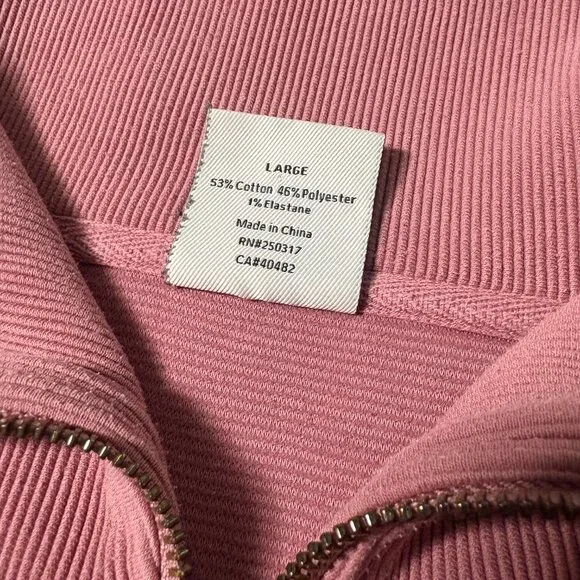 LARGE
53% Cotton 46% Polyester
1% Elastane
Made in China
RN#250317
CA#40482